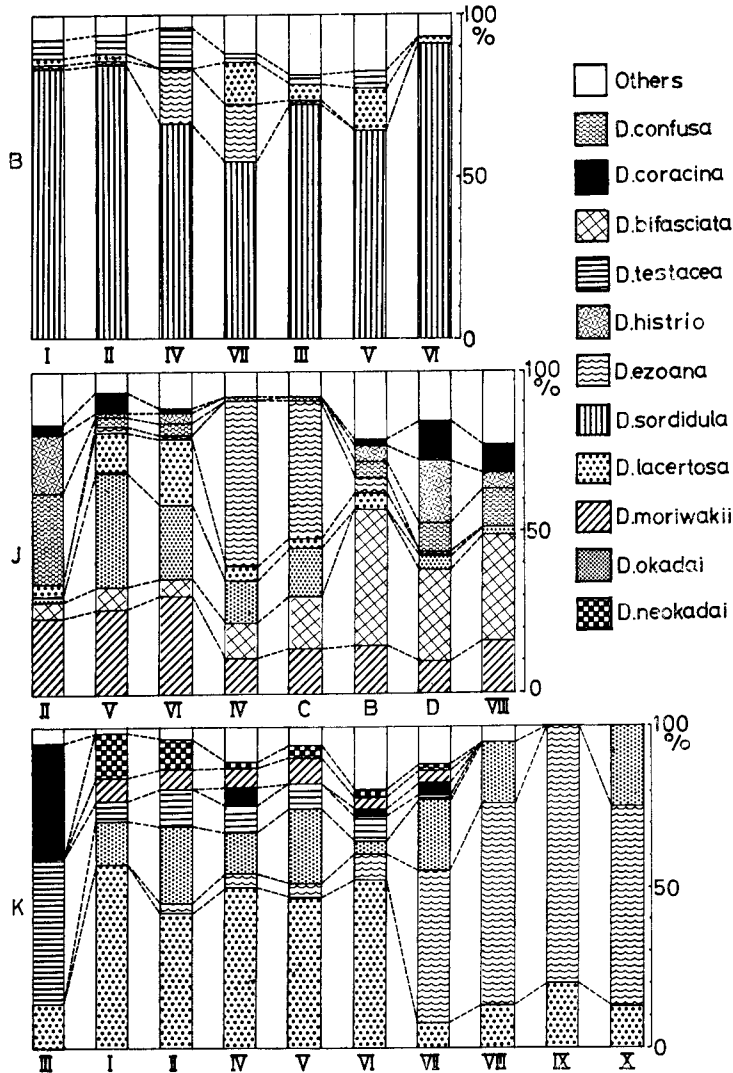 100
%
B
50
0
I II IV VII III V VI
Others
D.confusa
D.coracina
D.bifasciata
D.testacea
D.histrio
D.ezoana
D.sordidula
D.lacertosa
D.moriwakii
D.okadai
D.neokadai
100
%
J
50
0
II V VI IV C B D VIII
100
%
K
50
0
III I II IV V VI VII VIII IX X